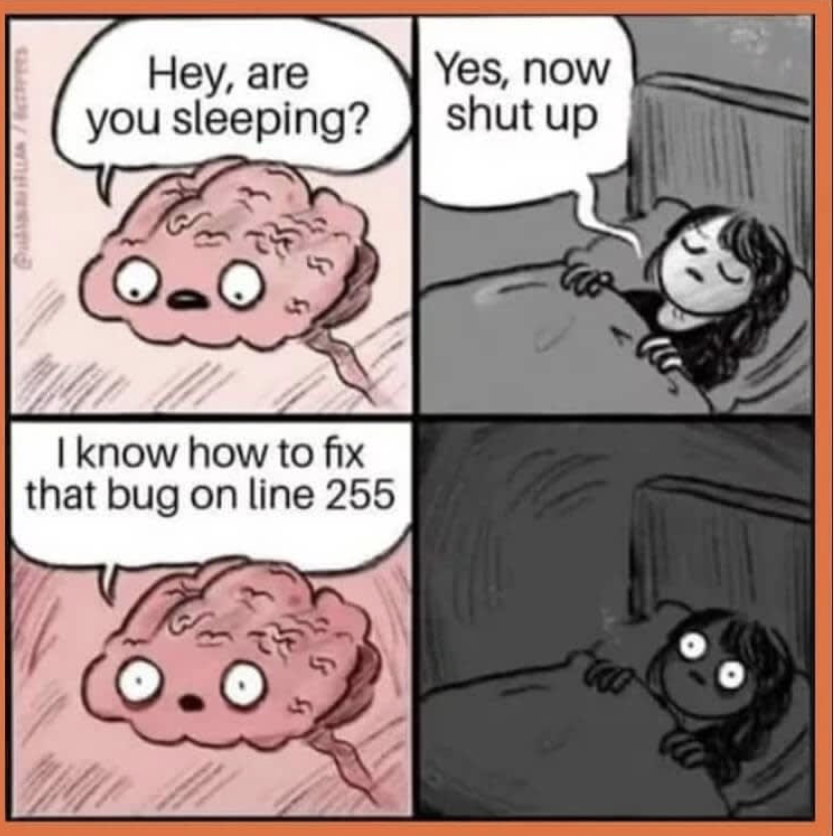 Hey, are
you sleeping?
Yes, now
shut up
I know how to fix
that bug on line 255